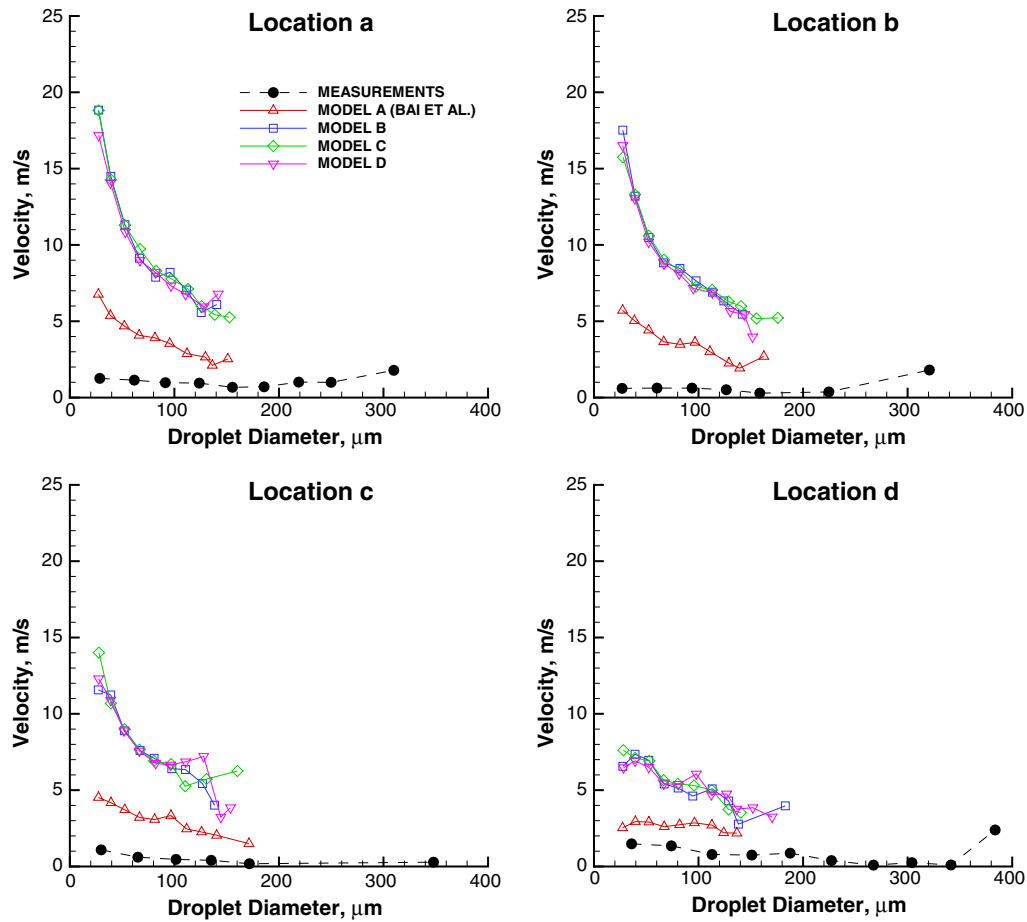 Location a
25
20
15
10
5
0
Velocity, m/s
0 100 200 300 400
Droplet Diameter, μm
MEASUREMENTS
MODEL A (BAI ET AL.)
MODEL B
MODEL C
MODEL D
Location b
25
20
15
10
5
0
Velocity, m/s
0 100 200 300 400
Droplet Diameter, μm
Location c
25
20
15
10
5
0
Velocity, m/s
0 100 200 300 400
Droplet Diameter, μm
Location d
25
20
15
10
5
0
Velocity, m/s
0 100 200 300 400
Droplet Diameter, μm